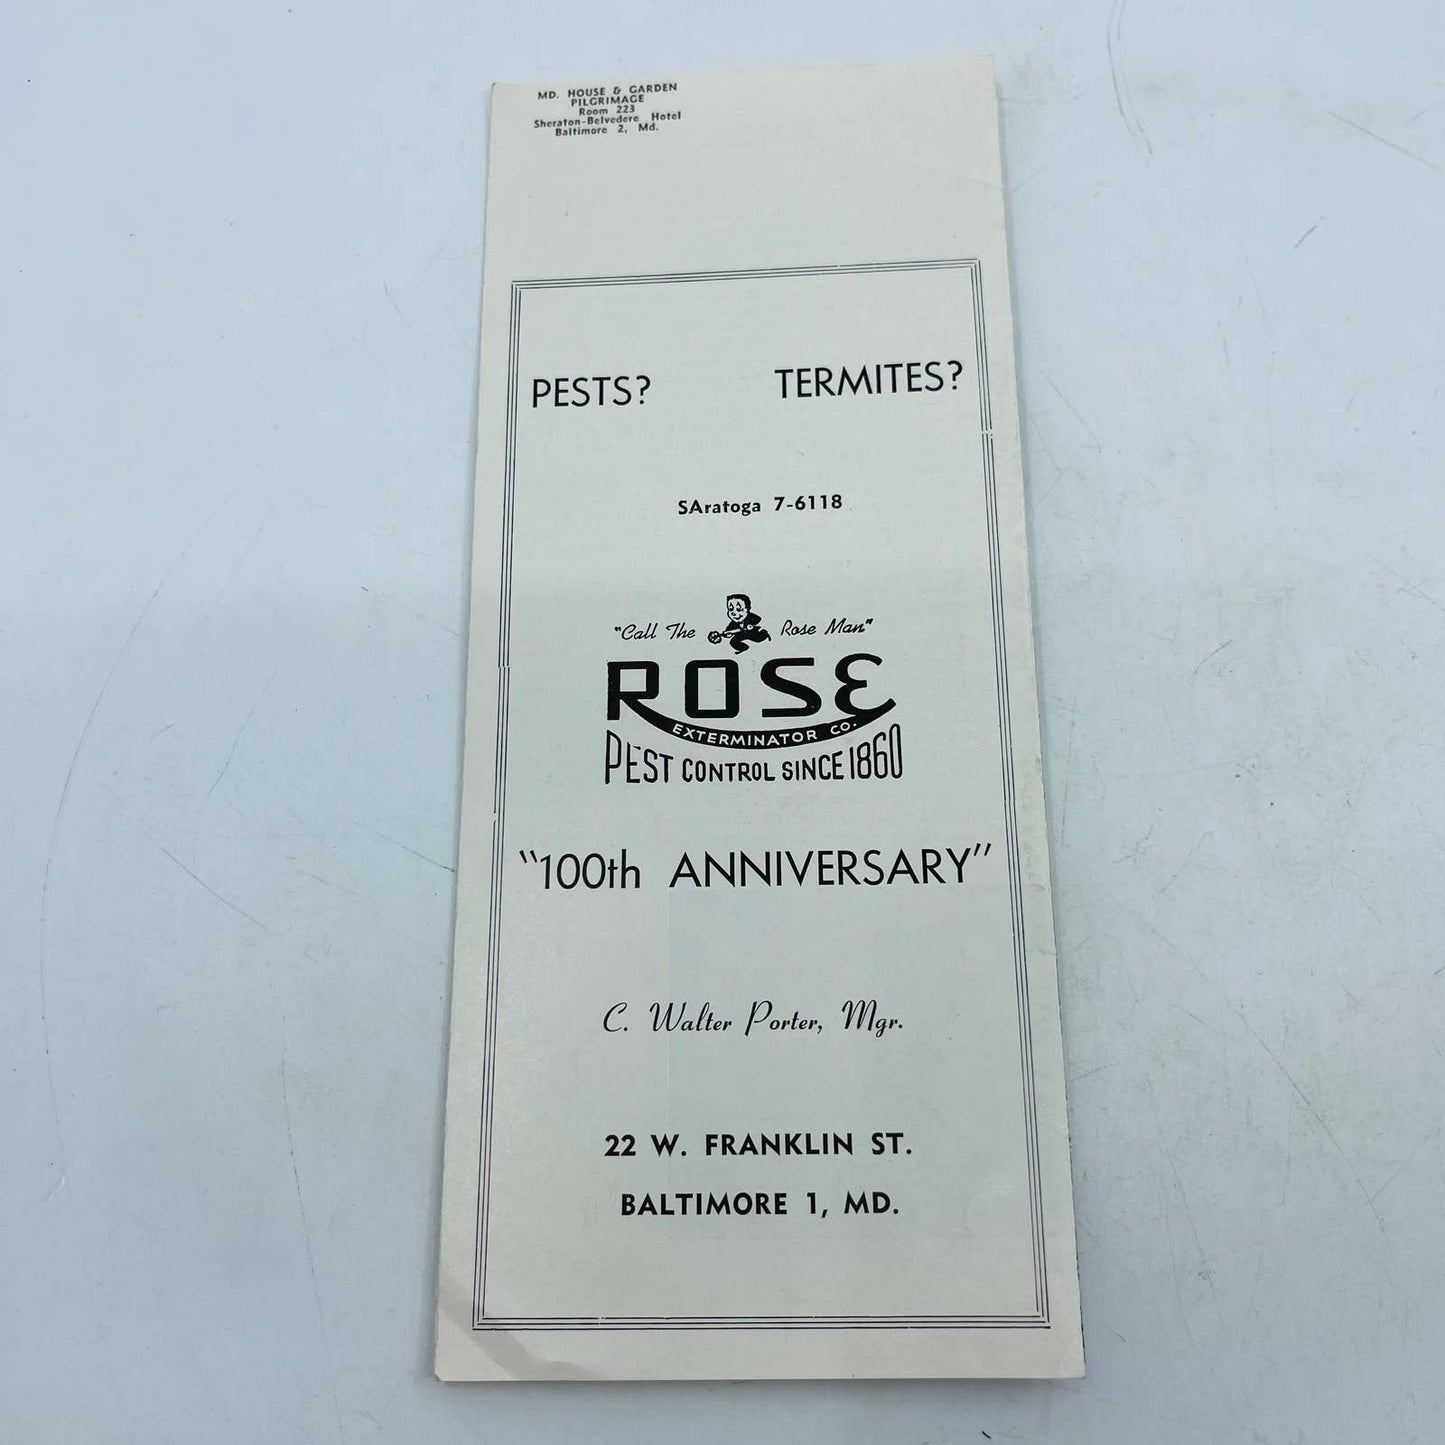 MD. HOUSE & GARDEN
PILGRIMAGE
Room 223
Sheraton-Belvedere Hotel
Baltimore 2, Md.
PESTS? TERMITES?
SAratoga 7-6118
"Call The Rose Man"
ROSE
EXTERMINATOR CO.
PEST CONTROL SINCE 1860
"100th ANNIVERSARY"
C. Walter Porter, Mgr.
22 W. FRANKLIN ST.
BALTIMORE 1, MD.